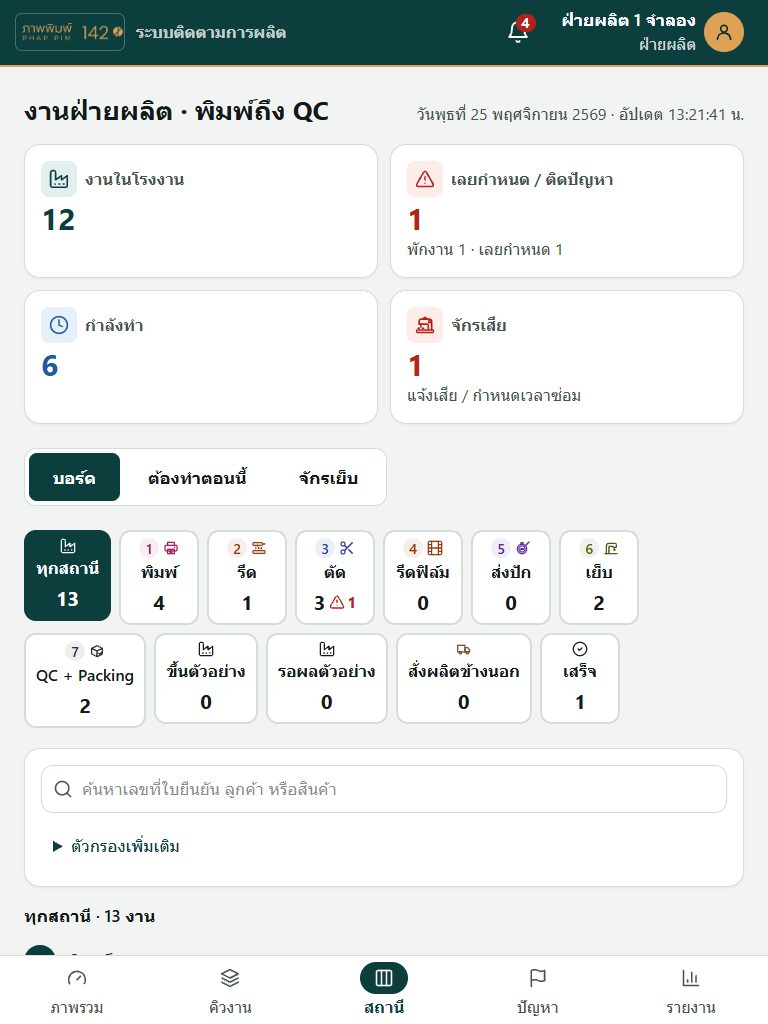 ภาพพิมพ์ 142
PHAP PIM
ระบบติดตามการผลิต
4
ฝ่ายผลิต 1 จำลอง
ฝ่ายผลิต
งานฝ่ายผลิต · พิมพ์ถึง QC
วันพุธที่ 25 พฤศจิกายน 2569 · อัปเดต 13:21:41 น.
งานในโรงงาน
12
เลยกำหนด / ติดปัญหา
1
พักงาน 1 · เลยกำหนด 1
กำลังทำ
6
จักรเสีย
1
แจ้งเสีย / กำหนดเวลาซ่อม
บอร์ด ต้องทำตอนนี้ จักรเย็บ
ทุกสถานี
13
1
พิมพ์
4
2
รีด
1
3
ตัด
3 1
4
รีดฟิล์ม
0
5
ส่งปัก
0
6
เย็บ
2
7
QC + Packing
2
ขึ้นตัวอย่าง
0
รอผลตัวอย่าง
0
สั่งผลิตข้างนอก
0
เสร็จ
1
ค้นหาเลขที่ใบยืนยัน ลูกค้า หรือสินค้า
ตัวกรองเพิ่มเติม
ทุกสถานี · 13 งาน
ภาพรวม คิวงาน สถานี ปัญหา รายงาน